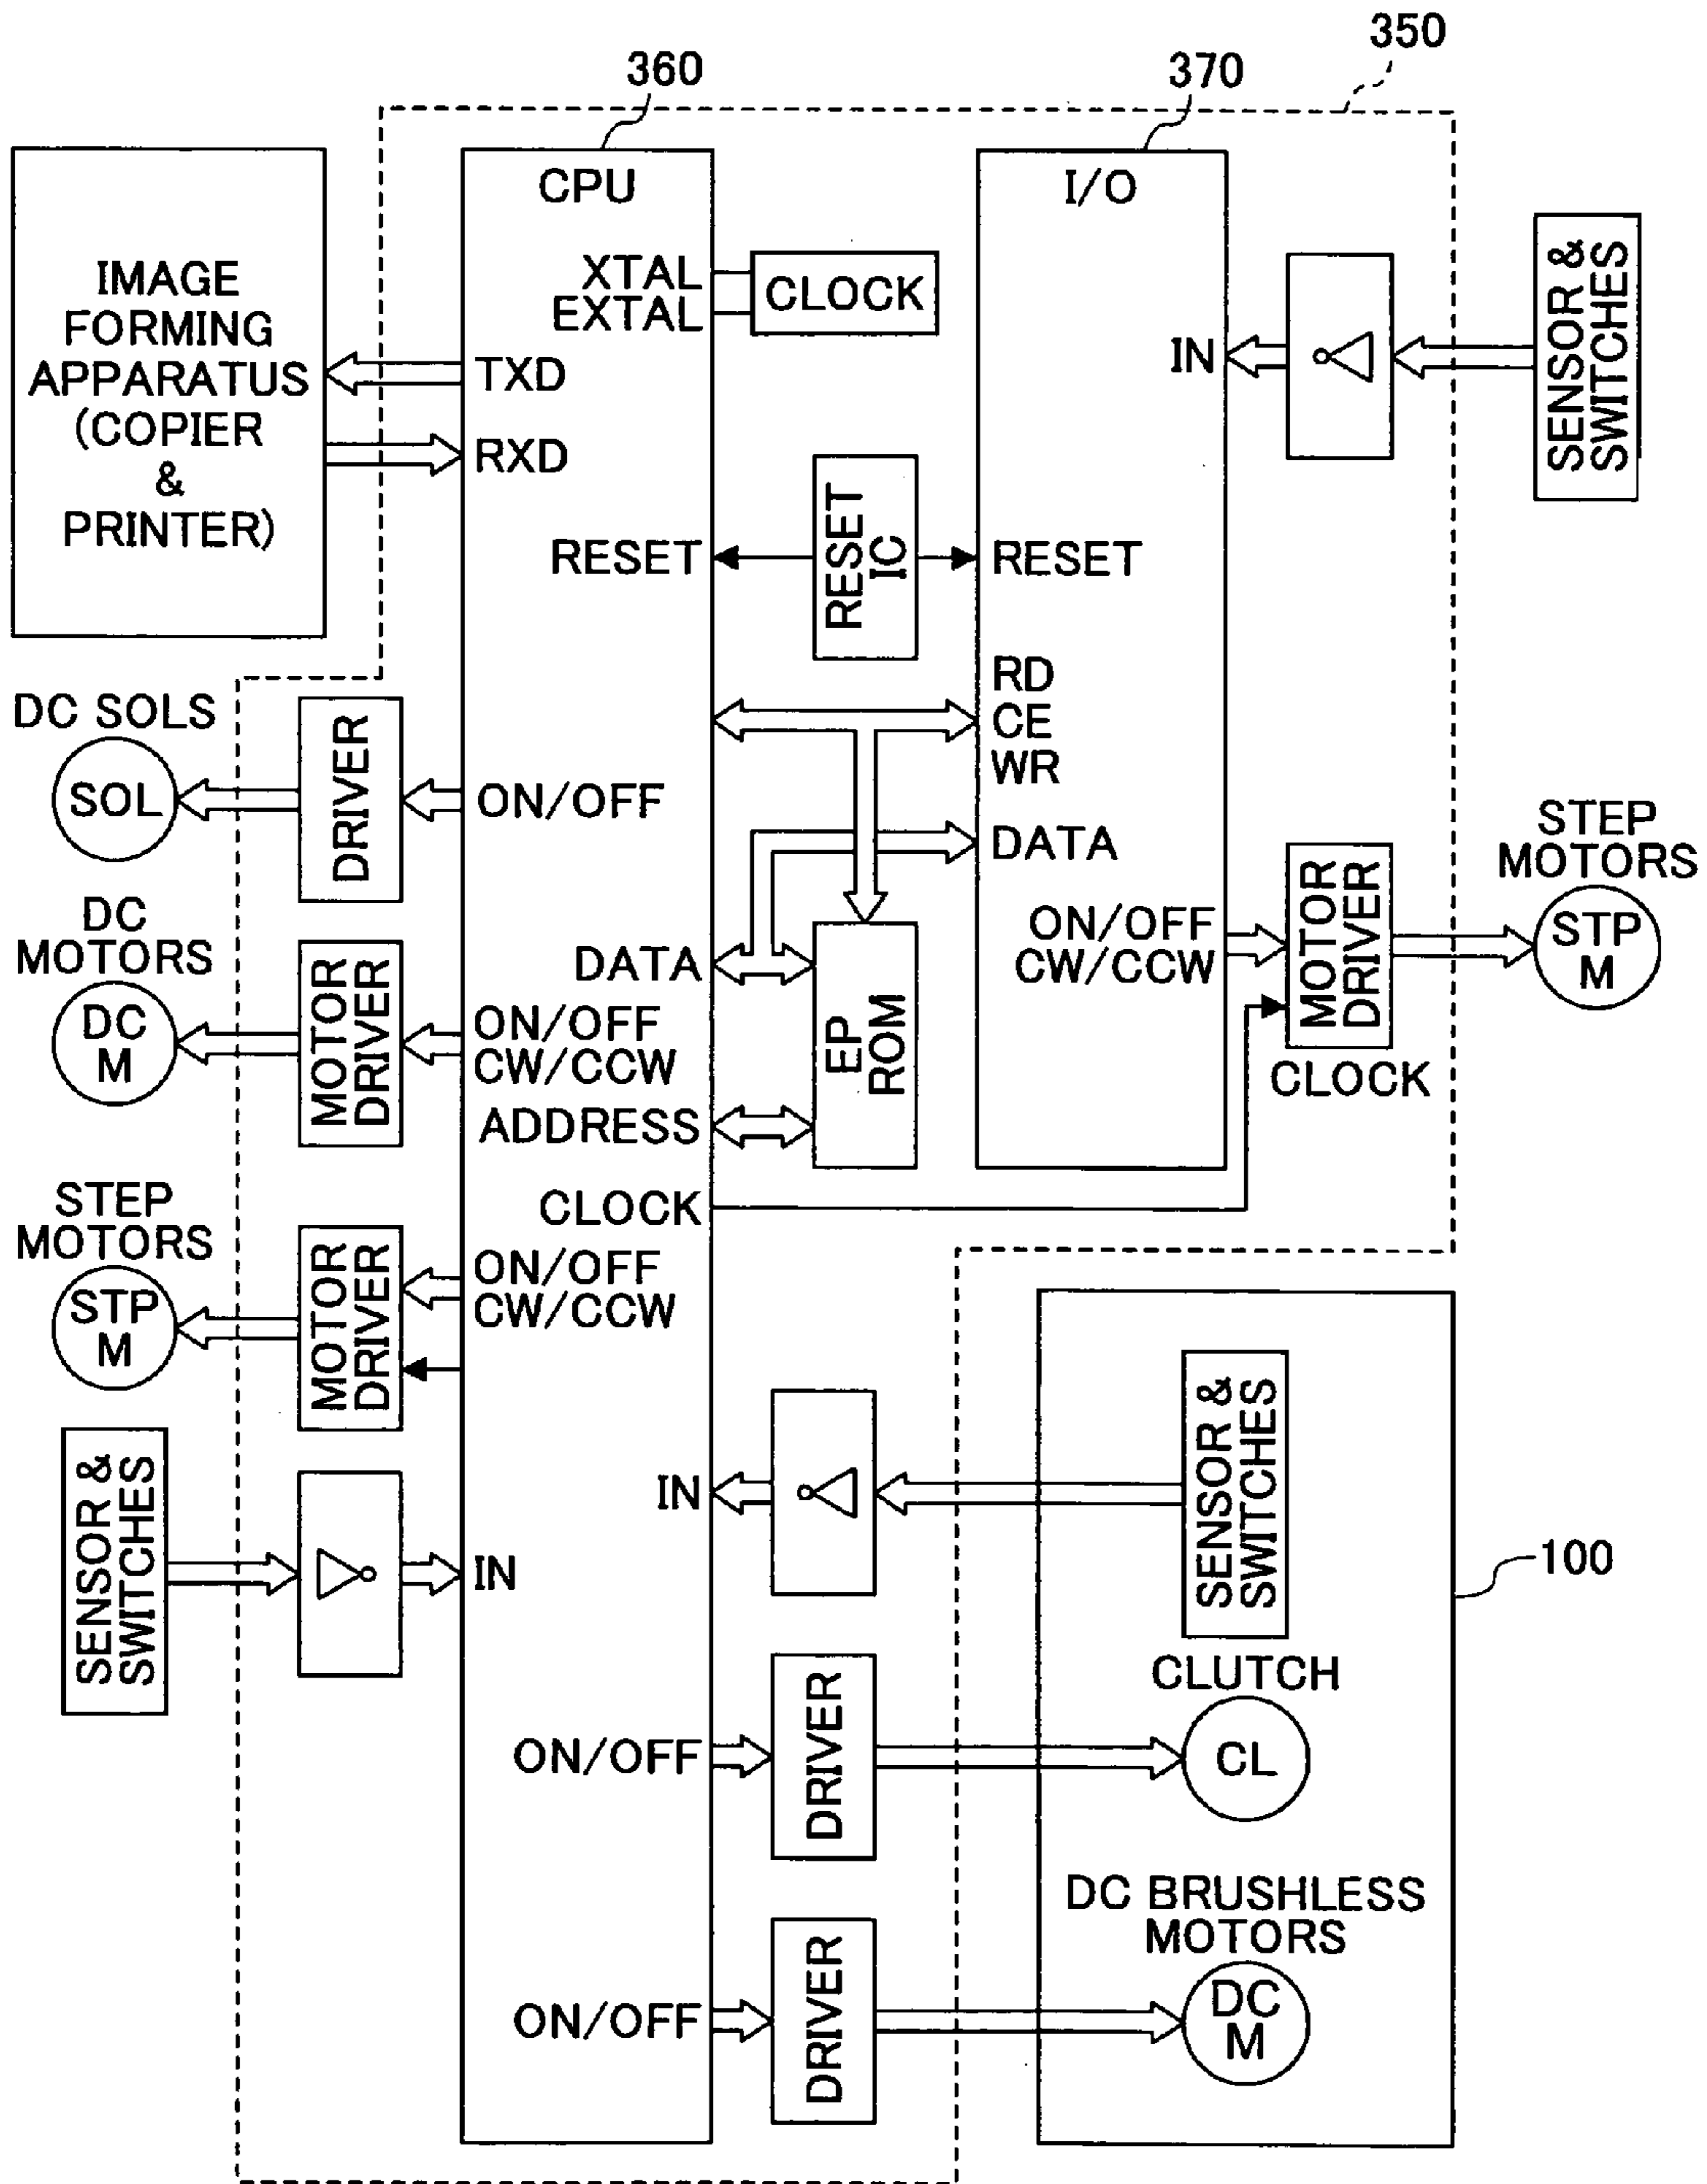 350
360
370
CPU
I/O
IMAGE
FORMING
APPARATUS
(COPIER
&
PRINTER)
XTAL
EXTAL
CLOCK
TXD
RXD
IN
SENSOR &
SWITCHES
RESET
RESET
IC
RESET
RD
CE
WR
DC SOLS
SOL
DRIVER
ON/OFF
DATA
STEP
MOTORS
STP
M
MOTOR
DRIVER
ON/OFF
CW/CCW
CLOCK
DC
MOTORS
DC
M
MOTOR
DRIVER
DATA
ON/OFF
CW/CCW
ADDRESS
EP
ROM
CLOCK
STEP
MOTORS
STP
M
MOTOR
DRIVER
ON/OFF
CW/CCW
SENSOR &
SWITCHES
IN
IN
SENSOR &
SWITCHES
100
CLUTCH
CL
ON/OFF
DRIVER
DC BRUSHLESS
MOTORS
DC
M
ON/OFF
DRIVER